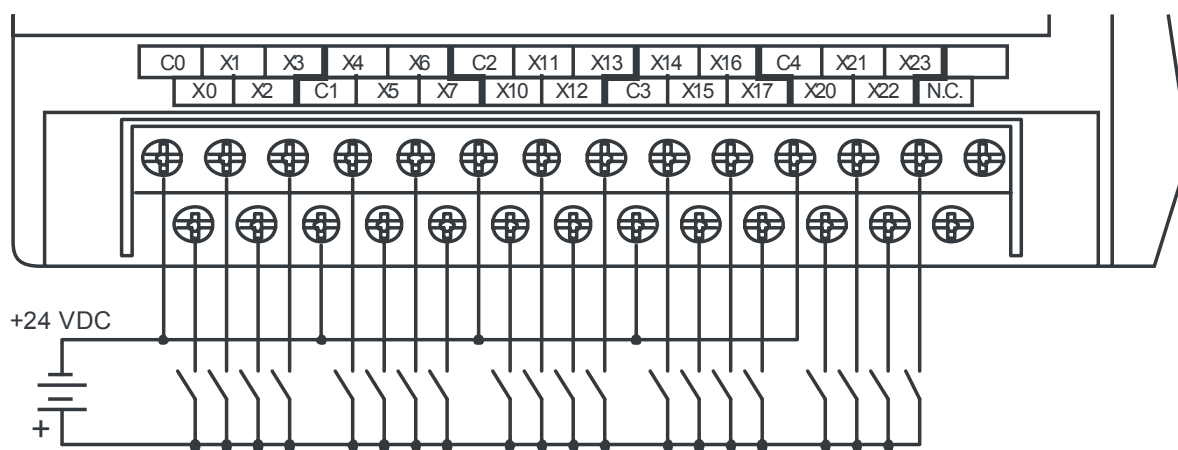 C0 X1 X3 X4 X6 C2 X11 X13 X14 X16 C4 X21 X23
X0 X2 C1 X5 X7 X10 X12 C3 X15 X17 X20 X22 N.C.
+24 VDC
+